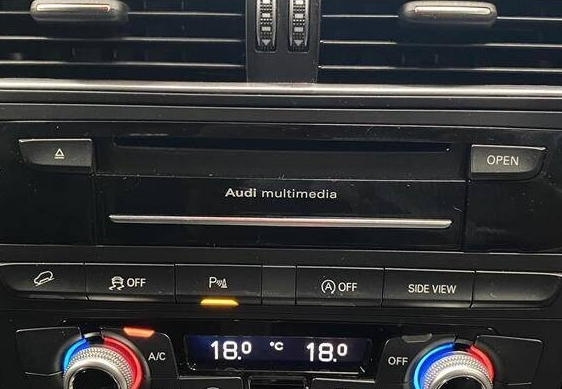 OPEN
Audi multimedia
OFF
P
A OFF
SIDE VIEW
A/C
18.0 °C 18.0
OFF